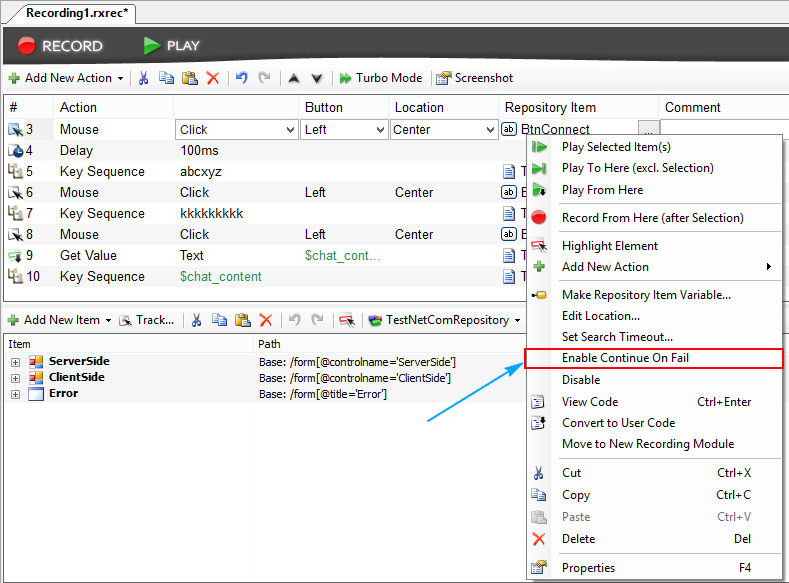 Recording1.rxrec*
RECORD PLAY
Add New Action Turbo Mode Screenshot
# Action Button Location Repository Item Comment
3 Mouse Click Left Center BtnConnect ...
4 Delay 100ms
5 Key Sequence abcxyz
6 Mouse Click Left Center
7 Key Sequence kkkkkkkkk
8 Mouse Click Left Center
9 Get Value Text $chat_cont...
10 Key Sequence $chat_content
Play Selected Item(s)
Play To Here (excl. Selection)
Play From Here
Record From Here (after Selection)
Highlight Element
Add New Action
Make Repository Item Variable...
Edit Location...
Set Search Timeout...
Enable Continue On Fail
Disable
View Code Ctrl+Enter
Convert to User Code
Move to New Recording Module
Cut Ctrl+X
Copy Ctrl+C
Paste Ctrl+V
Delete Del
Properties F4
Add New Item Track... TestNetComRepository
Item Path
ServerSide Base: /form[@controlname='ServerSide']
ClientSide Base: /form[@controlname='ClientSide']
Error Base: /form[@title='Error']